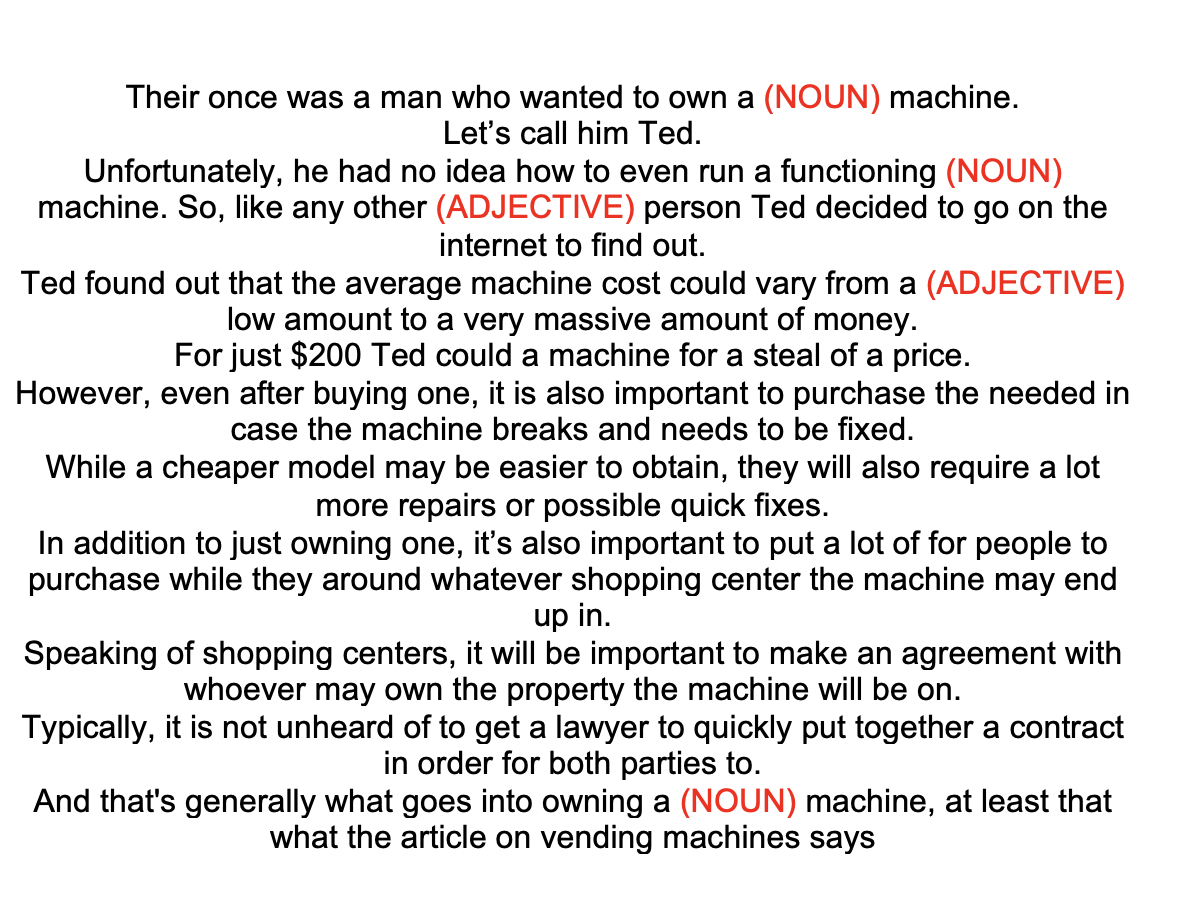 Their once was a man who wanted to own a (NOUN) machine.
Let’s call him Ted.
Unfortunately, he had no idea how to even run a functioning (NOUN)
machine. So, like any other (ADJECTIVE) person Ted decided to go on the
internet to find out.
Ted found out that the average machine cost could vary from a (ADJECTIVE)
low amount to a very massive amount of money.
For just $200 Ted could a machine for a steal of a price.
However, even after buying one, it is also important to purchase the needed in
case the machine breaks and needs to be fixed.
While a cheaper model may be easier to obtain, they will also require a lot
more repairs or possible quick fixes.
In addition to just owning one, it’s also important to put a lot of for people to
purchase while they around whatever shopping center the machine may end
up in.
Speaking of shopping centers, it will be important to make an agreement with
whoever may own the property the machine will be on.
Typically, it is not unheard of to get a lawyer to quickly put together a contract
in order for both parties to.
And that's generally what goes into owning a (NOUN) machine, at least that
what the article on vending machines says